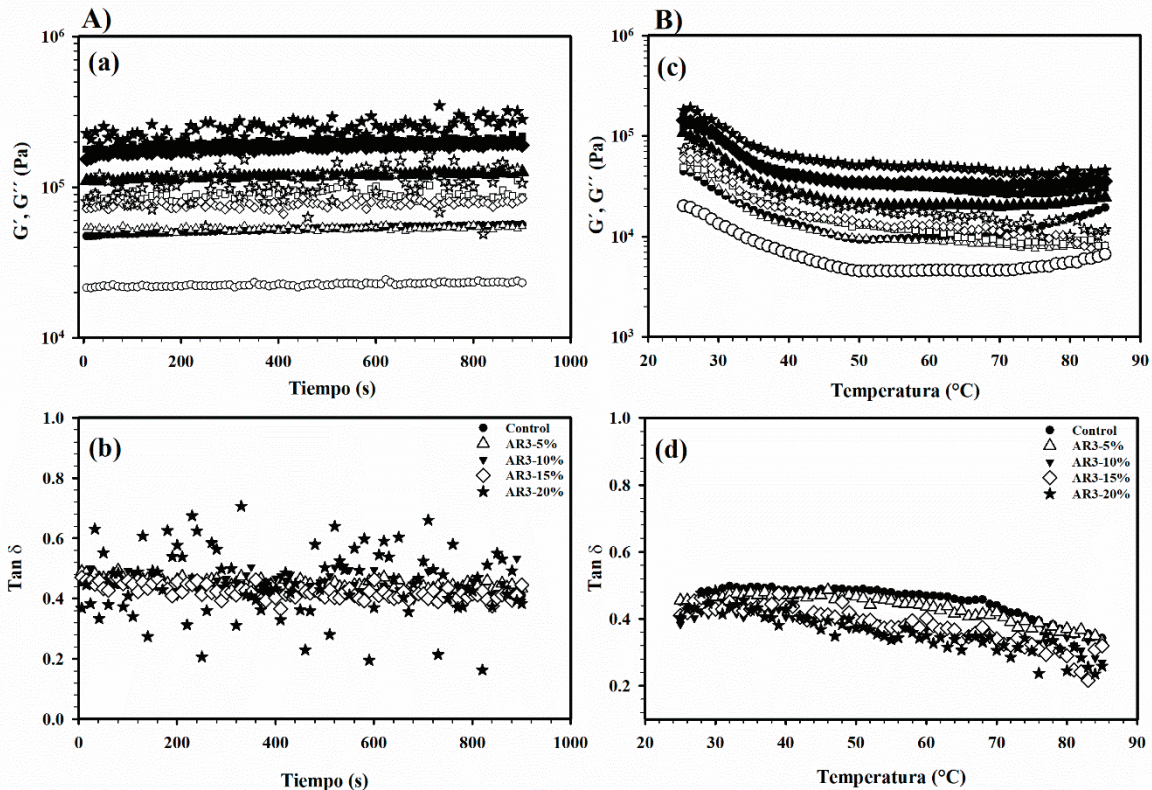 A)
(a)
10^6
10^5
10^4
G´, G´´ (Pa)
0 200 400 600 800 1000
Tiempo (s)
B)
(c)
10^6
10^5
10^4
10^3
G´, G´´ (Pa)
20 30 40 50 60 70 80 90
Temperatura (°C)
(b)
1.0
0.8
0.6
0.4
0.2
0.0
Tan δ
Control
AR3-5%
AR3-10%
AR3-15%
AR3-20%
0 200 400 600 800 1000
Tiempo (s)
(d)
1.0
0.8
0.6
0.4
0.2
Tan δ
Control
AR3-5%
AR3-10%
AR3-15%
AR3-20%
20 30 40 50 60 70 80 90
Temperatura (°C)